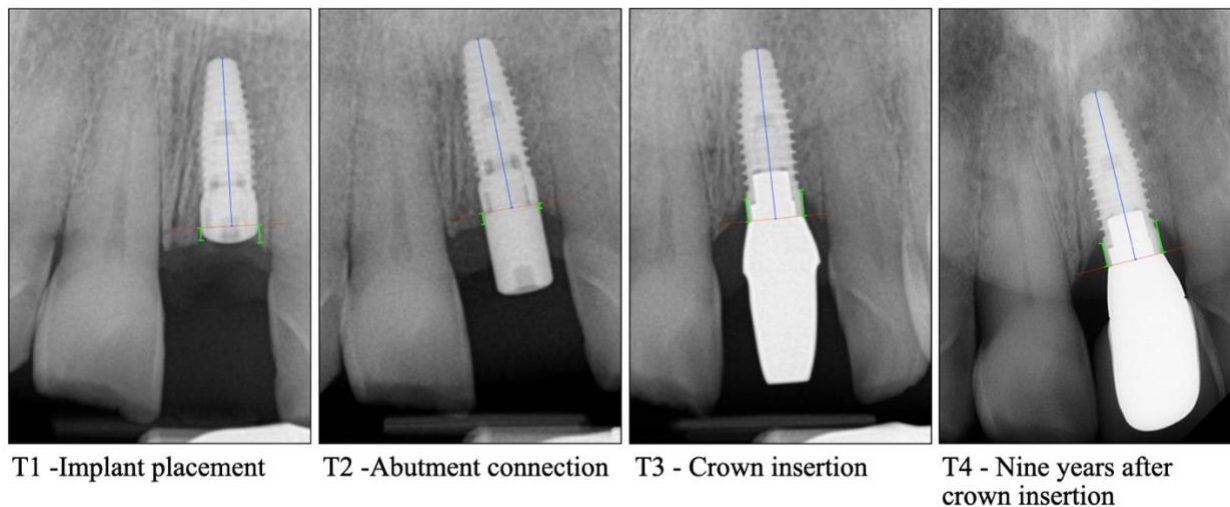 T1 -Implant placement
T2 -Abutment connection
T3 - Crown insertion
T4 - Nine years after
crown insertion